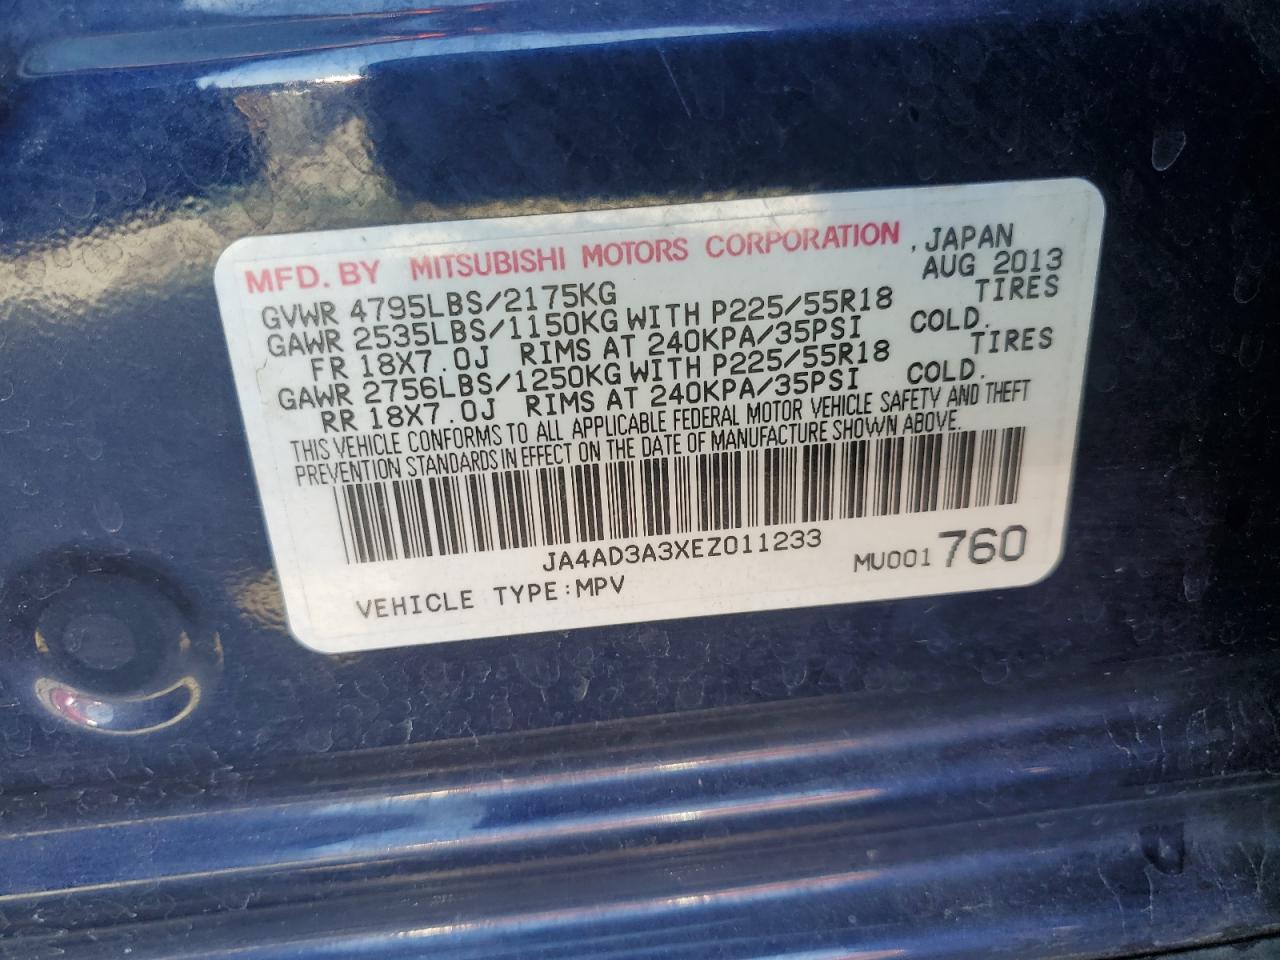 MFD. BY MITSUBISHI MOTORS CORPORATION , JAPAN
AUG 2013
GVWR 4795LBS/2175KG
GAWR 2535LBS/1150KG WITH P225/55R18 TIRES
FR 18X7.0J RIMS AT 240KPA/35PSI COLD.
GAWR 2756LBS/1250KG WITH P225/55R18 TIRES
RR 18X7.0J RIMS AT 240KPA/35PSI COLD.
THIS VEHICLE CONFORMS TO ALL APPLICABLE FEDERAL MOTOR VEHICLE SAFETY AND THEFT
PREVENTION STANDARDS IN EFFECT ON THE DATE OF MANUFACTURE SHOWN ABOVE.
JA4AD3A3XEZ011233
VEHICLE TYPE:MPV MU001760